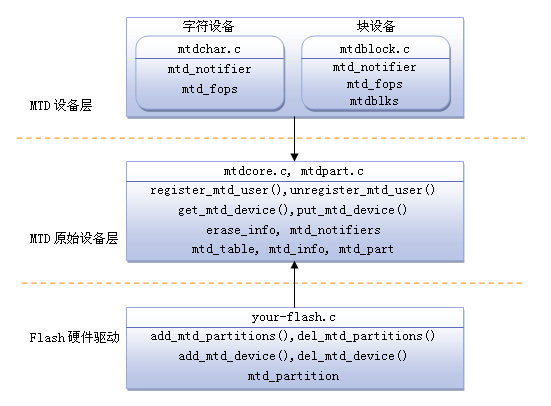 字符设备
块设备
mtdchar.c
mtd_notifier
mtd_fops
mtdblock.c
mtd_notifier
mtd_fops
mtdblks
MTD 设备层
mtdcore.c, mtdpart.c
register_mtd_user(),unregister_mtd_user()
get_mtd_device(),put_mtd_device()
erase_info, mtd_notifiers
mtd_table, mtd_info, mtd_part
MTD 原始设备层
your-flash.c
add_mtd_partitions(),del_mtd_partitions()
add_mtd_device(),del_mtd_device()
mtd_partition
Flash 硬件驱动